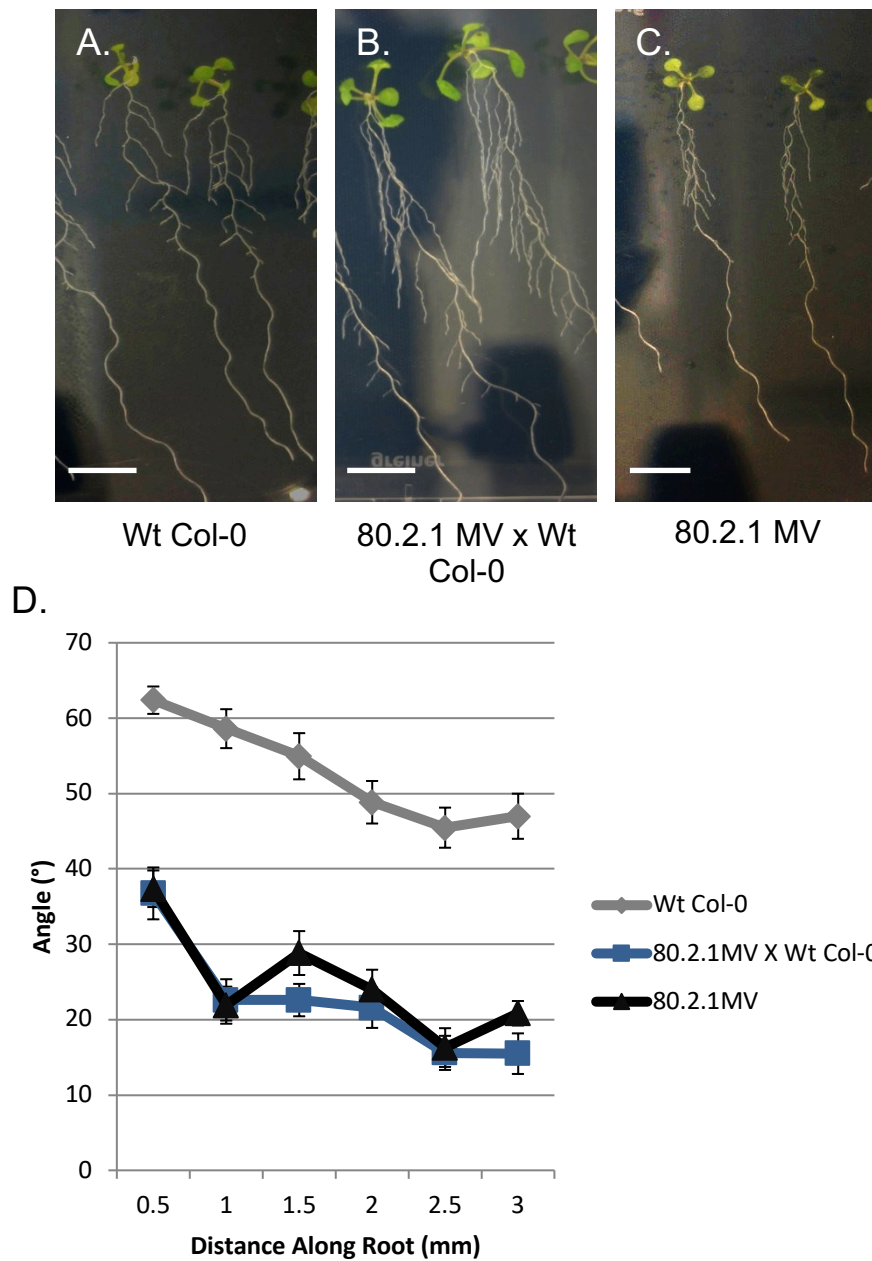 A.
B.
C.
greiner
Wt Col-0
80.2.1 MV x Wt
Col-0
80.2.1 MV
D.
70
60
50
40
30
20
10
0
Angle (°)
0.5 1 1.5 2 2.5 3
Distance Along Root (mm)
Wt Col-0
80.2.1MV X Wt Col-0
80.2.1MV